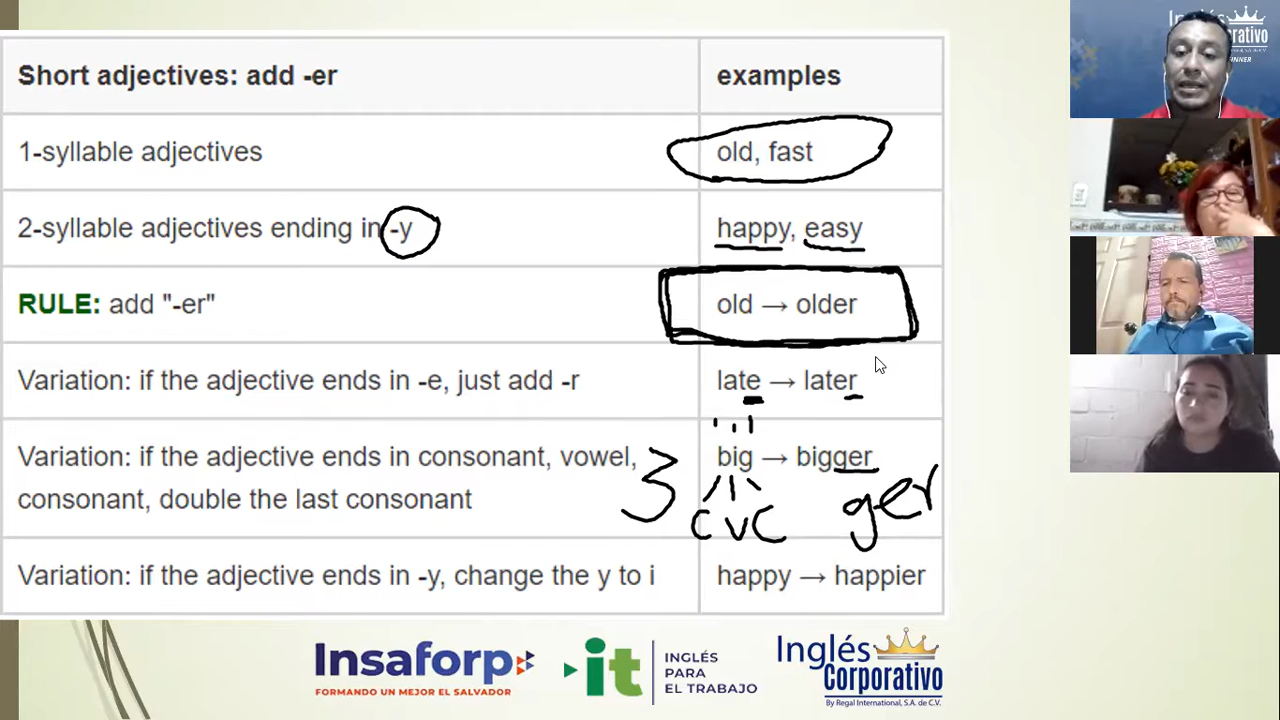 Short adjectives: add -er
examples
1-syllable adjectives
old, fast
2-syllable adjectives ending in -y
happy, easy
RULE: add "-er"
old → older
Variation: if the adjective ends in -e, just add -r
late → later
Variation: if the adjective ends in consonant, vowel,
consonant, double the last consonant
3
big → bigger
CVC
ger
Variation: if the adjective ends in -y, change the y to i
happy → happier
Insaforp
FORMANDO UN MEJOR EL SALVADOR
it
INGLÉS
PARA
EL TRABAJO
Inglés
Corporativo
By Regal International, S.A. de C.V.